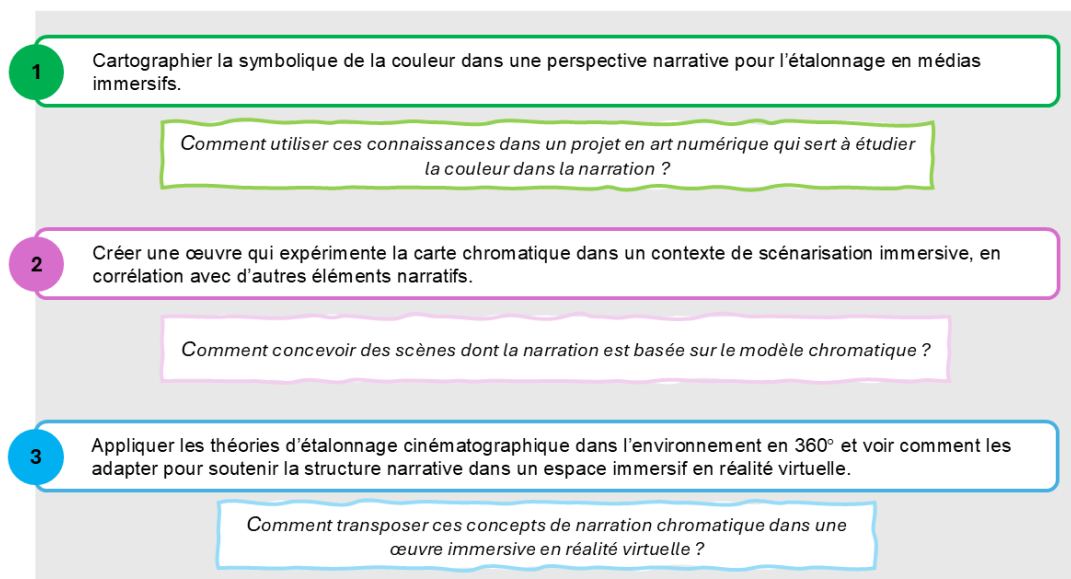 1
Cartographier la symbolique de la couleur dans une perspective narrative pour l’étalonnage en médias
immersifs.
Comment utiliser ces connaissances dans un projet en art numérique qui sert à étudier
la couleur dans la narration ?
2
Créer une œuvre qui expérimente la carte chromatique dans un contexte de scénarisation immersive, en
corrélation avec d’autres éléments narratifs.
Comment concevoir des scènes dont la narration est basée sur le modèle chromatique ?
3
Appliquer les théories d’étalonnage cinématographique dans l’environnement en 360° et voir comment les
adapter pour soutenir la structure narrative dans un espace immersif en réalité virtuelle.
Comment transposer ces concepts de narration chromatique dans une
œuvre immersive en réalité virtuelle ?